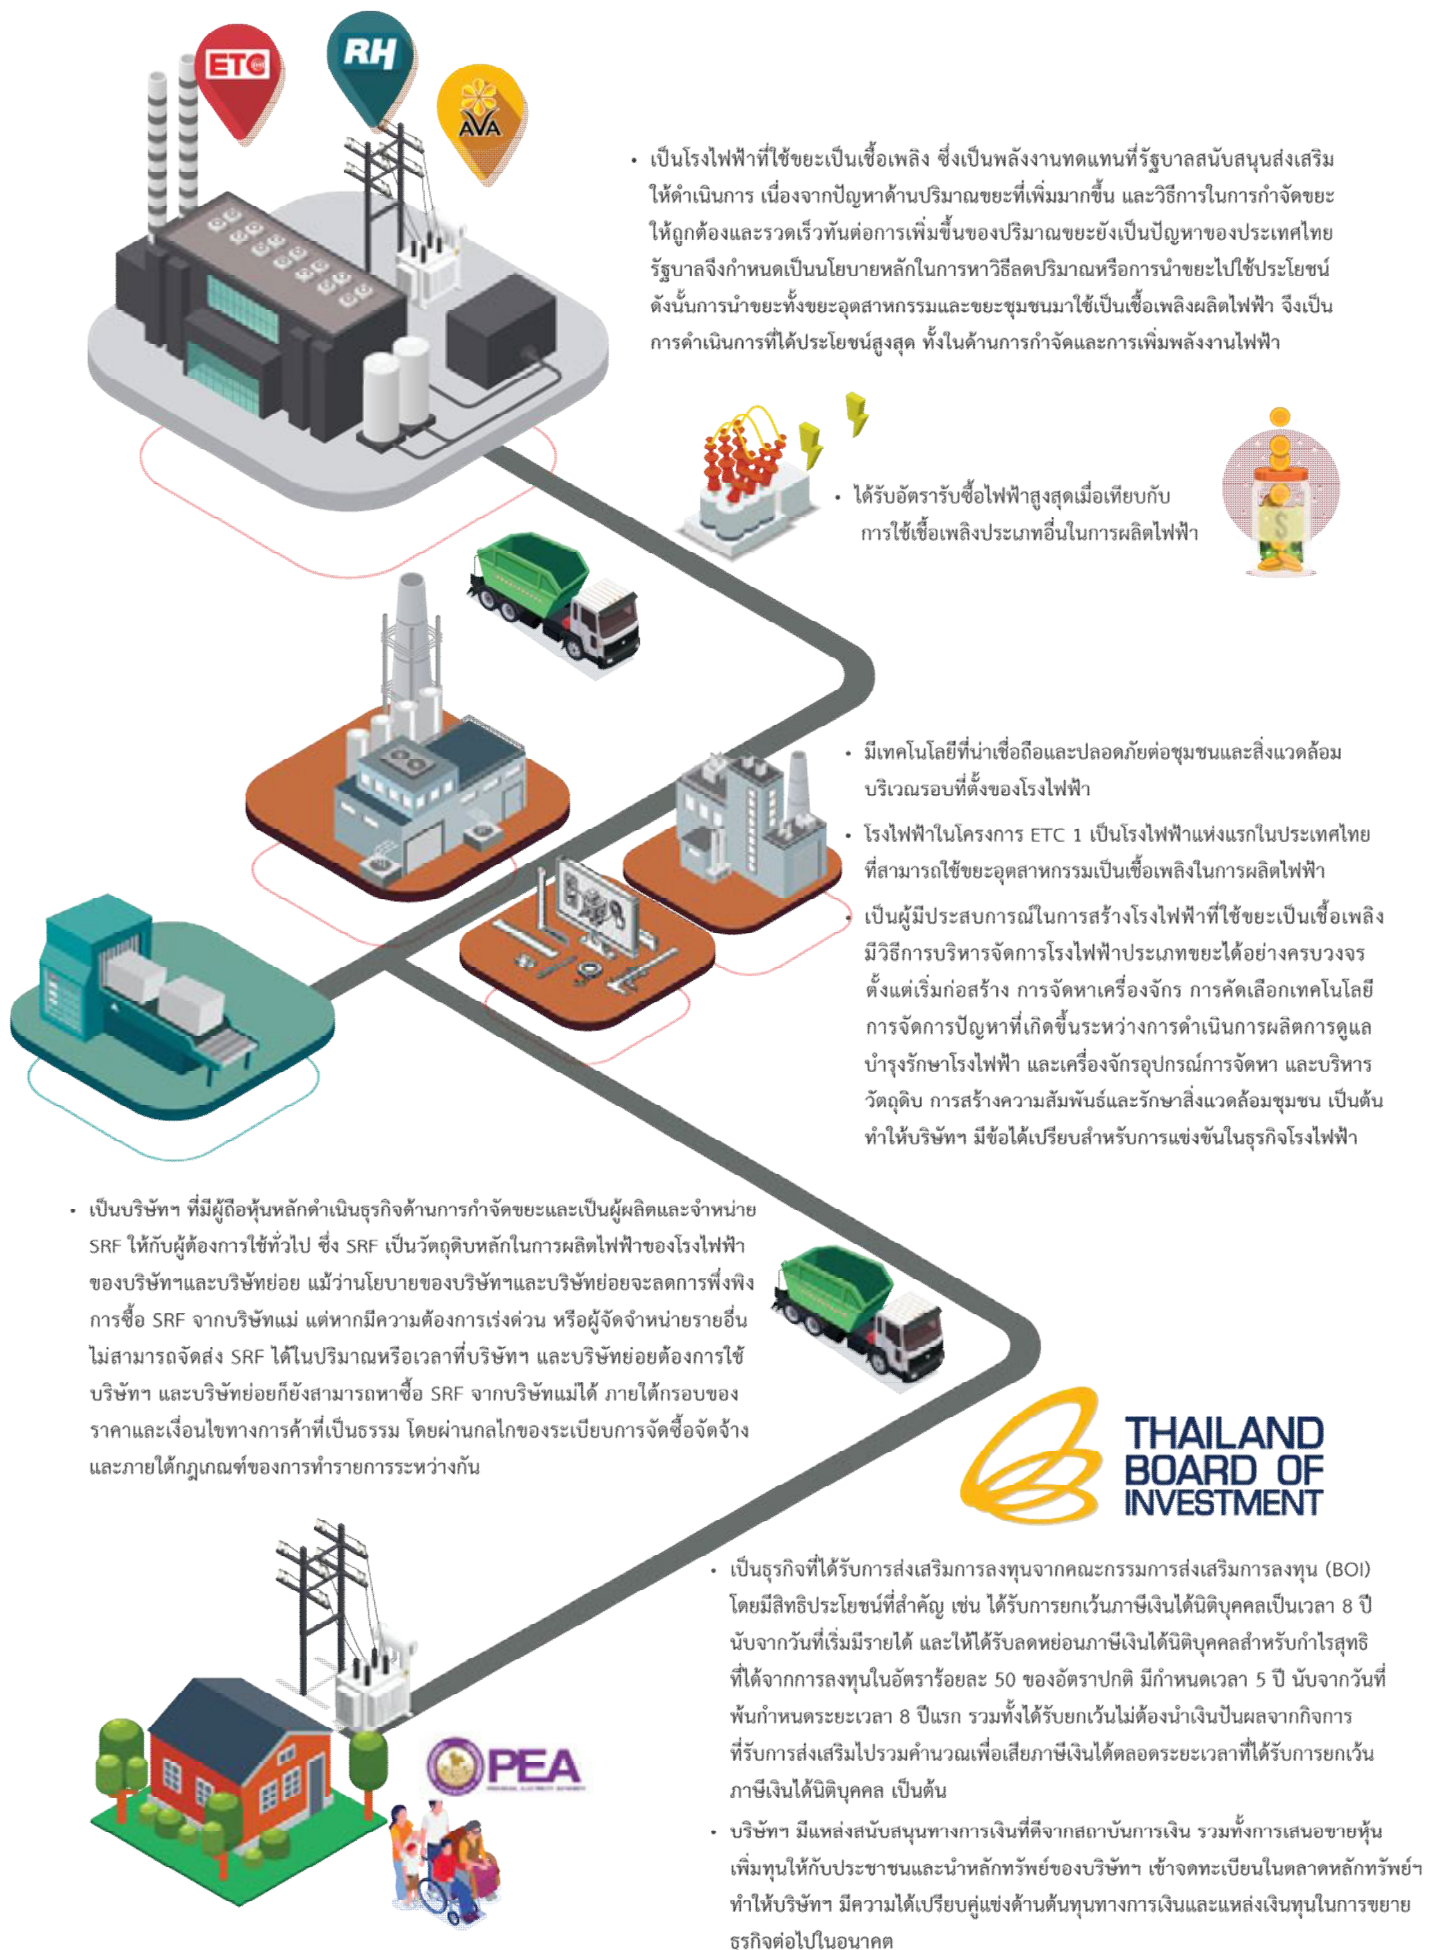 ETC
RH
AVA
• เป็นโรงไฟฟ้าที่ใช้ขยะเป็นเชื้อเพลิง ซึ่งเป็นพลังงานทดแทนที่รัฐบาลสนับสนุนส่งเสริม
ให้ดำเนินการ เนื่องจากปัญหาด้านปริมาณขยะที่เพิ่มมากขึ้น และวิธีการในการกำจัดขยะ
ให้ถูกต้องและรวดเร็วทันต่อการเพิ่มขึ้นของปริมาณขยะยังเป็นปัญหาของประเทศไทย
รัฐบาลจึงกำหนดเป็นนโยบายหลักในการหาวิธีลดปริมาณหรือการนำขยะไปใช้ประโยชน์
ดังนั้นการนำขยะทั้งขยะอุตสาหกรรมและขยะชุมชนมาใช้เป็นเชื้อเพลิงผลิตไฟฟ้า จึงเป็น
การดำเนินการที่ได้ประโยชน์สูงสุด ทั้งในด้านการกำจัดและการเพิ่มพลังงานไฟฟ้า
• ได้รับอัตรารับซื้อไฟฟ้าสูงสุดเมื่อเทียบกับ
การใช้เชื้อเพลิงประเภทอื่นในการผลิตไฟฟ้า
• มีเทคโนโลยีที่น่าเชื่อถือและปลอดภัยต่อชุมชนและสิ่งแวดล้อม
บริเวณรอบที่ตั้งของโรงไฟฟ้า
• โรงไฟฟ้าในโครงการ ETC 1 เป็นโรงไฟฟ้าแห่งแรกในประเทศไทย
ที่สามารถใช้ขยะอุตสาหกรรมเป็นเชื้อเพลิงในการผลิตไฟฟ้า
• เป็นผู้มีประสบการณ์ในการสร้างโรงไฟฟ้าที่ใช้ขยะเป็นเชื้อเพลิง
มีวิธีการบริหารจัดการโรงไฟฟ้าประเภทขยะได้อย่างครบวงจร
ตั้งแต่เริ่มก่อสร้าง การจัดหาเครื่องจักร การคัดเลือกเทคโนโลยี
การจัดการปัญหาที่เกิดขึ้นระหว่างการดำเนินการผลิตการดูแล
บำรุงรักษาโรงไฟฟ้า และเครื่องจักรอุปกรณ์การจัดหา และบริหาร
วัตถุดิบ การสร้างความสัมพันธ์และรักษาสิ่งแวดล้อมชุมชน เป็นต้น
ทำให้บริษัทฯ มีข้อได้เปรียบสำหรับการแข่งขันในธุรกิจโรงไฟฟ้า
• เป็นบริษัทฯ ที่มีผู้ถือหุ้นหลักดำเนินธุรกิจด้านการกำจัดขยะและเป็นผู้ผลิตและจำหน่าย
SRF ให้กับผู้ต้องการใช้ทั่วไป ซึ่ง SRF เป็นวัตถุดิบหลักในการผลิตไฟฟ้าของโรงไฟฟ้า
ของบริษัทฯและบริษัทย่อย แม้ว่านโยบายของบริษัทฯและบริษัทย่อยจะลดการพึ่งพิง
การซื้อ SRF จากบริษัทแม่ แต่หากมีความต้องการเร่งด่วน หรือผู้จัดจำหน่ายรายอื่น
ไม่สามารถจัดส่ง SRF ได้ในปริมาณหรือเวลาที่บริษัทฯ และบริษัทย่อยต้องการใช้
บริษัทฯ และบริษัทย่อยก็ยังสามารถหาซื้อ SRF จากบริษัทแม่ได้ ภายใต้กรอบของ
ราคาและเงื่อนไขทางการค้าที่เป็นธรรม โดยผ่านกลไกของระเบียบการจัดซื้อจัดจ้าง
และภายใต้กฎเกณฑ์ของการทำรายการระหว่างกัน
THAILAND
BOARD OF
INVESTMENT
• เป็นธุรกิจที่ได้รับการส่งเสริมการลงทุนจากคณะกรรมการส่งเสริมการลงทุน (BOI)
โดยมีสิทธิประโยชน์ที่สำคัญ เช่น ได้รับการยกเว้นภาษีเงินได้นิติบุคคลเป็นเวลา 8 ปี
นับจากวันที่เริ่มมีรายได้ และให้ได้รับลดหย่อนภาษีเงินได้นิติบุคคลสำหรับกำไรสุทธิ
ที่ได้จากการลงทุนในอัตราร้อยละ 50 ของอัตราปกติ มีกำหนดเวลา 5 ปี นับจากวันที่
พ้นกำหนดระยะเวลา 8 ปีแรก รวมทั้งได้รับยกเว้นไม่ต้องนำเงินปันผลจากกิจการ
ที่รับการส่งเสริมไปรวมคำนวณเพื่อเสียภาษีเงินได้ตลอดระยะเวลาที่ได้รับการยกเว้น
ภาษีเงินได้นิติบุคคล เป็นต้น
PEA
• บริษัทฯ มีแหล่งสนับสนุนทางการเงินที่ดีจากสถาบันการเงิน รวมทั้งการเสนอขายหุ้น
เพิ่มทุนให้กับประชาชนและนำหลักทรัพย์ของบริษัทฯ เข้าจดทะเบียนในตลาดหลักทรัพย์ฯ
ทำให้บริษัทฯ มีความได้เปรียบคู่แข่งด้านต้นทุนทางการเงินและแหล่งเงินทุนในการขยาย
ธุรกิจต่อไปในอนาคต